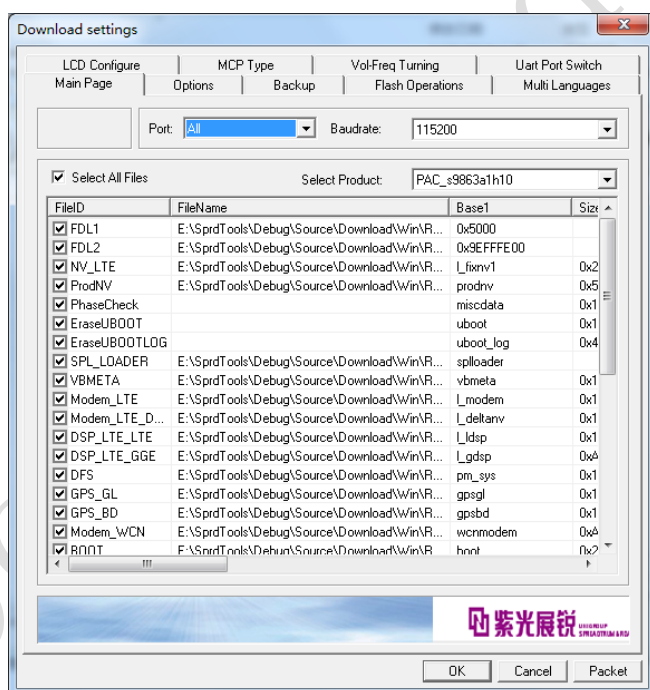 Download settings
LCD Configure MCP Type Vol-Freq Turning Uart Port Switch
Main Page Options Backup Flash Operations Multi Languages
Port: All Baudrate: 115200
Select All Files Select Product: PAC_s9863a1h10
FileID FileName Base1 Size
FDL1 E:\SprdTools\Debug\Source\Download\Win\R... 0x5000
FDL2 E:\SprdTools\Debug\Source\Download\Win\R... 0x9EFFFE00
NV_LTE E:\SprdTools\Debug\Source\Download\Win\R... l_fixnv1 0x2
ProdNV E:\SprdTools\Debug\Source\Download\Win\R... prodnv 0x5
PhaseCheck miscdata 0x1
EraseUBOOT uboot 0x1
EraseUBOOTLOG uboot_log 0x4
SPL_LOADER E:\SprdTools\Debug\Source\Download\Win\R... splloader
VBMETA E:\SprdTools\Debug\Source\Download\Win\R... vbmeta 0x1
Modem_LTE E:\SprdTools\Debug\Source\Download\Win\R... l_modem 0x1
Modem_LTE_D... E:\SprdTools\Debug\Source\Download\Win\R... l_deltanv 0x1
DSP_LTE_LTE E:\SprdTools\Debug\Source\Download\Win\R... l_ldsp 0x1
DSP_LTE_GGE E:\SprdTools\Debug\Source\Download\Win\R... l_gdsp 0xA
DFS E:\SprdTools\Debug\Source\Download\Win\R... pm_sys 0x1
GPS_GL E:\SprdTools\Debug\Source\Download\Win\R... gpsgl 0x1
GPS_BD E:\SprdTools\Debug\Source\Download\Win\R... gpsbd 0x1
Modem_WCN E:\SprdTools\Debug\Source\Download\Win\R... wcnmodem 0xA
BOOT E:\SprdTools\Debug\Source\Download\Win\R... boot 0x2
紫光展锐 UNIGROUP
OK Cancel Packet